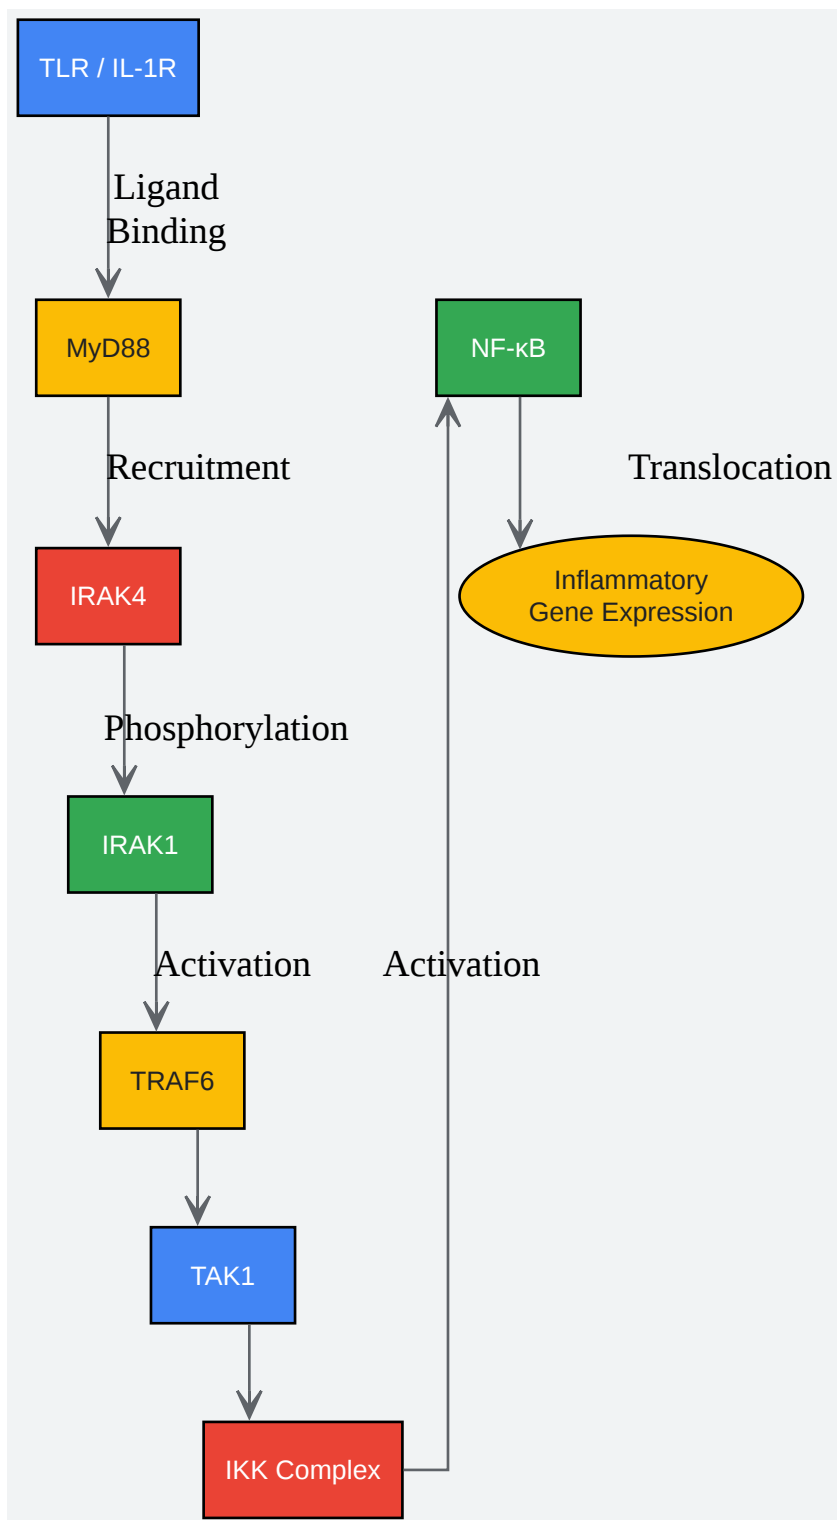 TLR / IL-1R
Ligand
Binding
MyD88
NF-κB
Recruitment
Translocation
IRAK4
Inflammatory
Gene Expression
Phosphorylation
IRAK1
Activation
Activation
TRAF6
TAK1
IKK Complex